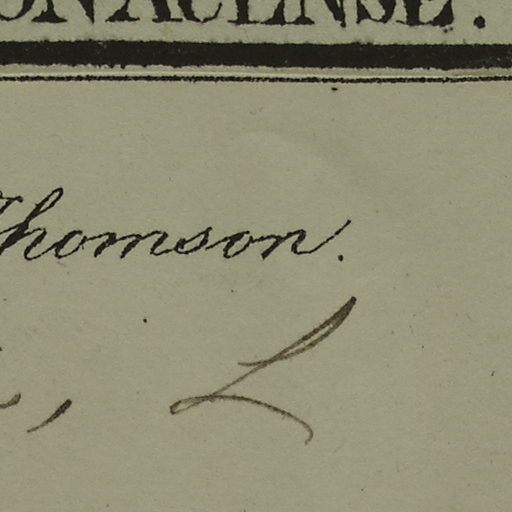 ONACENSE.
Thomson.
, L